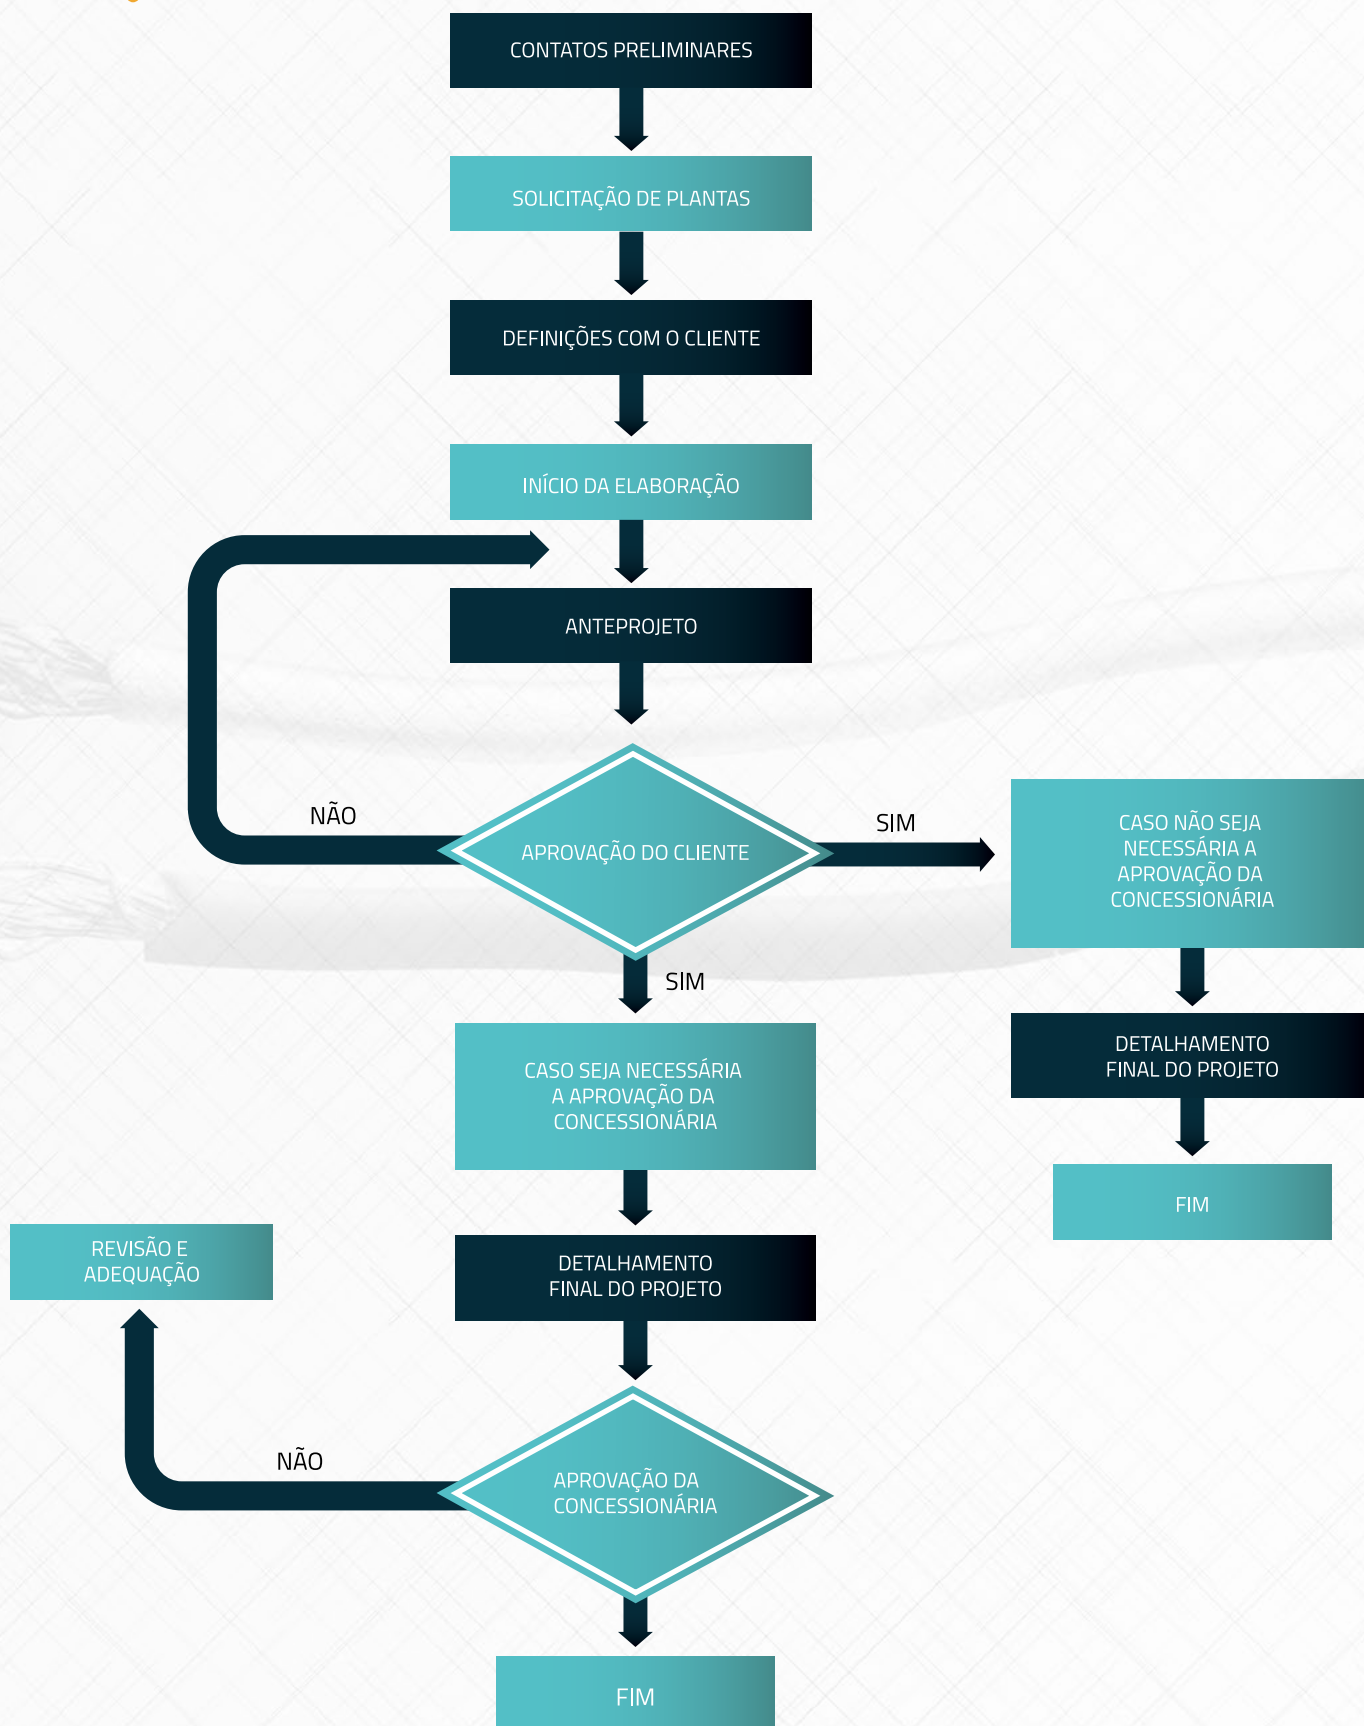 CONTATOS PRELIMINARES
SOLICITAÇÃO DE PLANTAS
DEFINIÇÕES COM O CLIENTE
INÍCIO DA ELABORAÇÃO
ANTEPROJETO
NÃO
APROVAÇÃO DO CLIENTE
SIM
CASO NÃO SEJA
NECESSÁRIA A
APROVAÇÃO DA
CONCESSIONÁRIA
SIM
DETALHAMENTO
FINAL DO PROJETO
FIM
CASO SEJA NECESSÁRIA
A APROVAÇÃO DA
CONCESSIONÁRIA
REVISÃO E
ADEQUAÇÃO
DETALHAMENTO
FINAL DO PROJETO
NÃO
APROVAÇÃO DA
CONCESSIONÁRIA
FIM